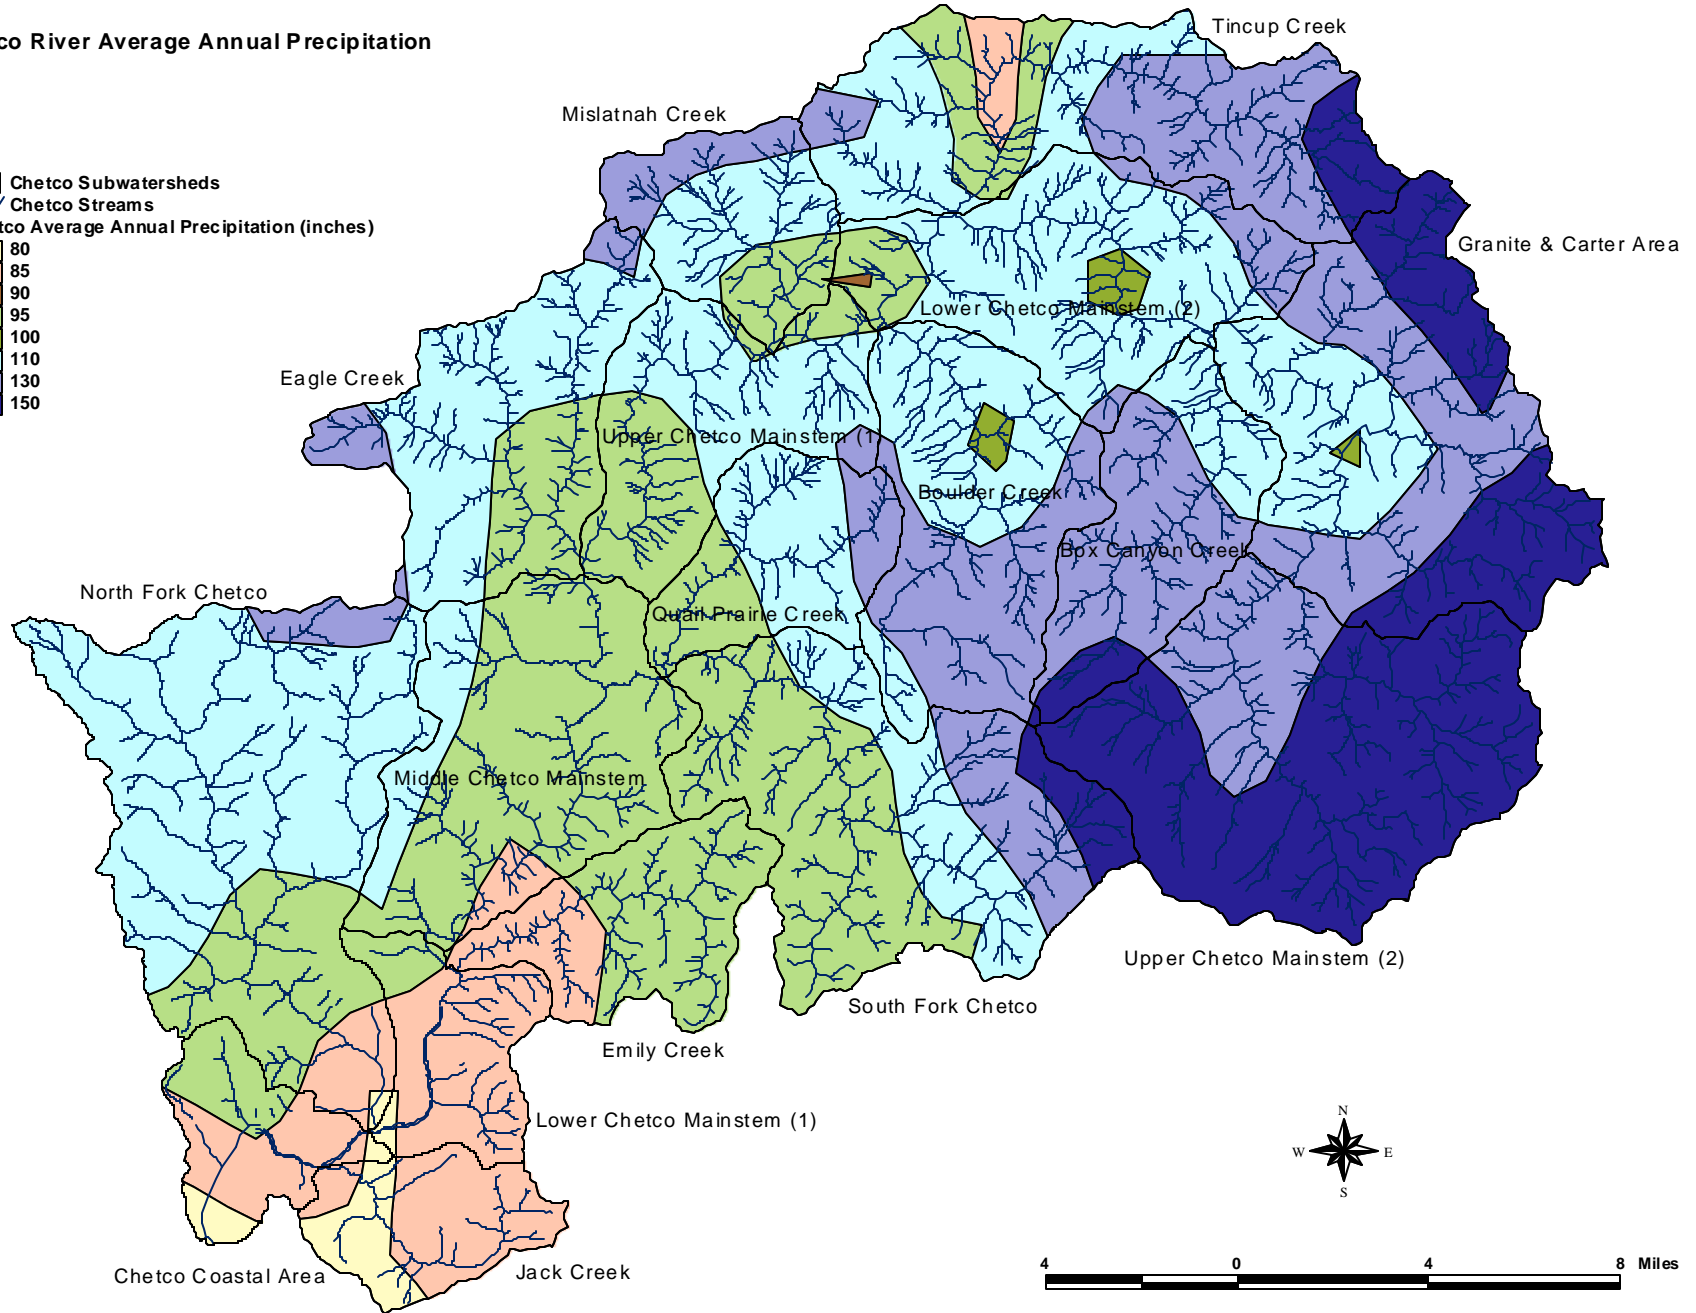 co River Average Annual Precipitation
Tincup Creek
Mislatnah Creek
Chetco Subwatersheds
Chetco Streams
tco Average Annual Precipitation (inches)
80
85
90
95
100
110
130
150
Granite & Carter Area
Lower Chetco Mainstem (2)
Eagle Creek
Upper Chetco Mainstem (1
Boulder Creek
Box Canyon Creek
North Fork Chetco
Quail Prairie Creek
Middle Chetco Mainstem
Upper Chetco Mainstem (2)
South Fork Chetco
Emily Creek
Lower Chetco Mainstem (1)
N
W E
S
Chetco Coastal Area
Jack Creek
4 0 4 8 Miles